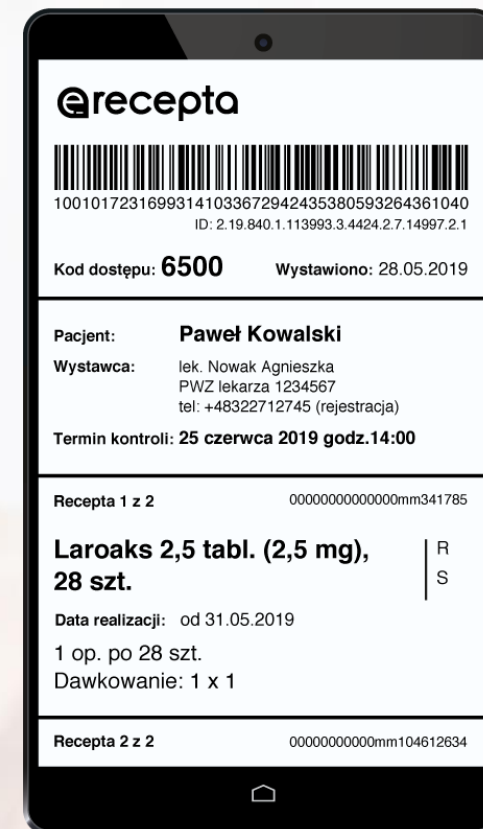 erecepta
10010172316993141033672942435380593264361040
ID: 2.19.840.1.113993.3.4424.2.7.14997.2.1
Kod dostępu: 6500 Wystawiono: 28.05.2019
Pacjent: Paweł Kowalski
Wystawca: lek. Nowak Agnieszka
PWZ lekarza 1234567
tel: +48322712745 (rejestracja)
Termin kontroli: 25 czerwca 2019 godz.14:00
Recepta 1 z 2 00000000000000mm341785
Laroaks 2,5 tabl. (2,5 mg), R
28 szt. S
Data realizacji: od 31.05.2019
1 op. po 28 szt.
Dawkowanie: 1 x 1
Recepta 2 z 2 00000000000mm104612634